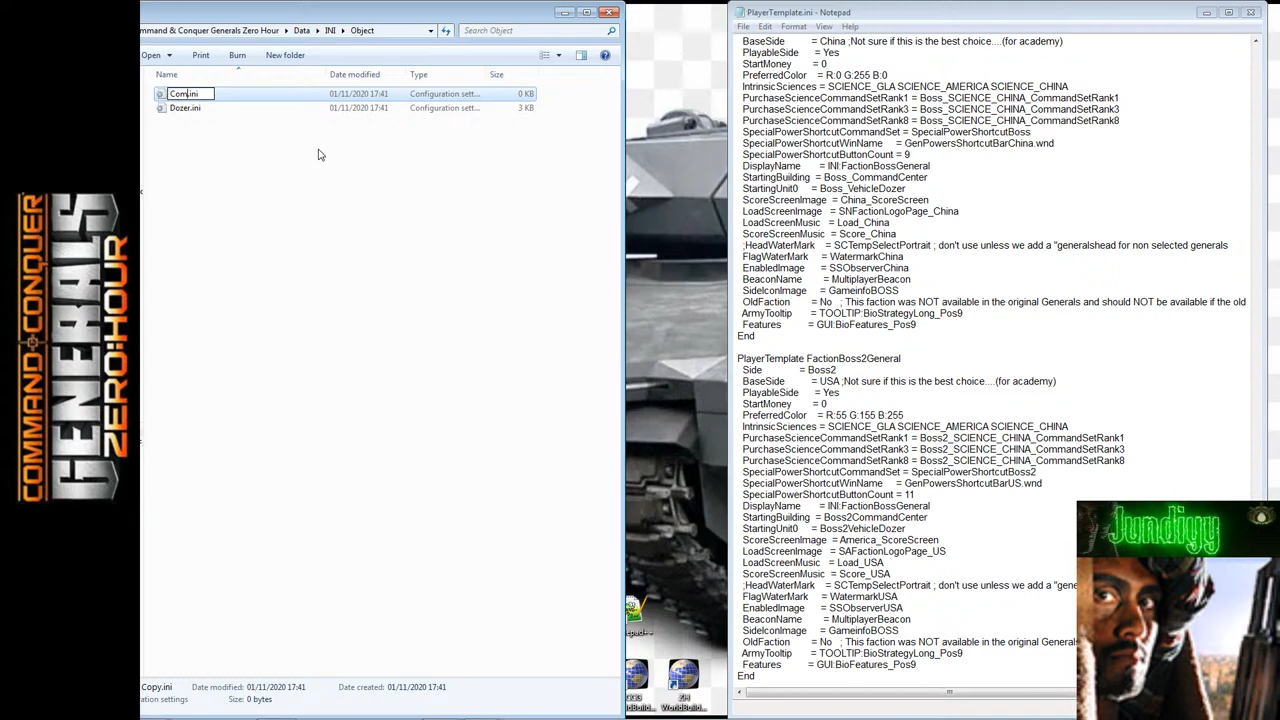 COMMAND & CONQUER
GENERALS
ZERO:HOUR
mmand & Conquer Generals Zero Hour
Data
INI
Object
Search Object
Open
Print
Burn
New folder
Name
Date modified
Type
Size
Com.ini
01/11/2020 17:41
Configuration sett...
0 KB
Dozer.ini
01/11/2020 17:41
Configuration sett...
3 KB
Copy.ini
Date modified: 01/11/2020 17:41
Date created: 01/11/2020 17:41
ration settings
Size: 0 bytes
ZH
WorldBuild...
PlayerTemplate.ini - Notepad
File Edit Format View Help
BaseSide = China ;Not sure if this is the best choice....(for academy)
PlayableSide = Yes
StartMoney = 0
PreferredColor = R:0 G:255 B:0
IntrinsicSciences = SCIENCE_GLA SCIENCE_AMERICA SCIENCE_CHINA
PurchaseScienceCommandSetRank1 = Boss_SCIENCE_CHINA_CommandSetRank1
PurchaseScienceCommandSetRank3 = Boss_SCIENCE_CHINA_CommandSetRank3
PurchaseScienceCommandSetRank8 = Boss_SCIENCE_CHINA_CommandSetRank8
SpecialPowerShortcutCommandSet = SpecialPowerShortcutBoss
SpecialPowerShortcutWinName = GenPowersShortcutBarChina.wnd
SpecialPowerShortcutButtonCount = 9
DisplayName = INI:FactionBossGeneral
StartingBuilding = Boss_CommandCenter
StartingUnit0 = Boss_VehicleDozer
ScoreScreenImage = China_ScoreScreen
LoadScreenImage = SNFactionLogoPage_China
LoadScreenMusic = Load_China
ScoreScreenMusic = Score_China
;HeadWaterMark = SCTempSelectPortrait ; don't use unless we add a "generalshead for non selected generals
FlagWaterMark = WatermarkChina
EnabledImage = SSObserverChina
BeaconName = MultiplayerBeacon
SideIconImage = GameinfoBOSS
OldFaction = No ; This faction was NOT available in the original Generals and should NOT be available if the old
ArmyTooltip = TOOLTIP:BioStrategyLong_Pos9
Features = GUI:BioFeatures_Pos9
End
PlayerTemplate FactionBoss2General
Side = Boss2
BaseSide = USA ;Not sure if this is the best choice....(for academy)
PlayableSide = Yes
StartMoney = 0
PreferredColor = R:55 G:155 B:255
IntrinsicSciences = SCIENCE_GLA SCIENCE_AMERICA SCIENCE_CHINA
PurchaseScienceCommandSetRank1 = Boss2_SCIENCE_CHINA_CommandSetRank1
PurchaseScienceCommandSetRank3 = Boss2_SCIENCE_CHINA_CommandSetRank3
PurchaseScienceCommandSetRank8 = Boss2_SCIENCE_CHINA_CommandSetRank8
SpecialPowerShortcutCommandSet = SpecialPowerShortcutBoss2
SpecialPowerShortcutWinName = GenPowersShortcutBarUS.wnd
SpecialPowerShortcutButtonCount = 11
DisplayName = INI:FactionBossGeneral
StartingBuilding = Boss2CommandCenter
StartingUnit0 = Boss2VehicleDozer
ScoreScreenImage = America_ScoreScreen
LoadScreenImage = SAFactionLogoPage_US
LoadScreenMusic = Load_USA
ScoreScreenMusic = Score_USA
;HeadWaterMark = SCTempSelectPortrait ; don't use unless we add a "gene
FlagWaterMark = WatermarkUSA
EnabledImage = SSObserverUSA
BeaconName = MultiplayerBeacon
SideIconImage = GameinfoBOSS
OldFaction = No ; This faction was NOT available in the original Generals
ArmyTooltip = TOOLTIP:BioStrategyLong_Pos9
Features = GUI:BioFeatures_Pos9
End
Jundiyy